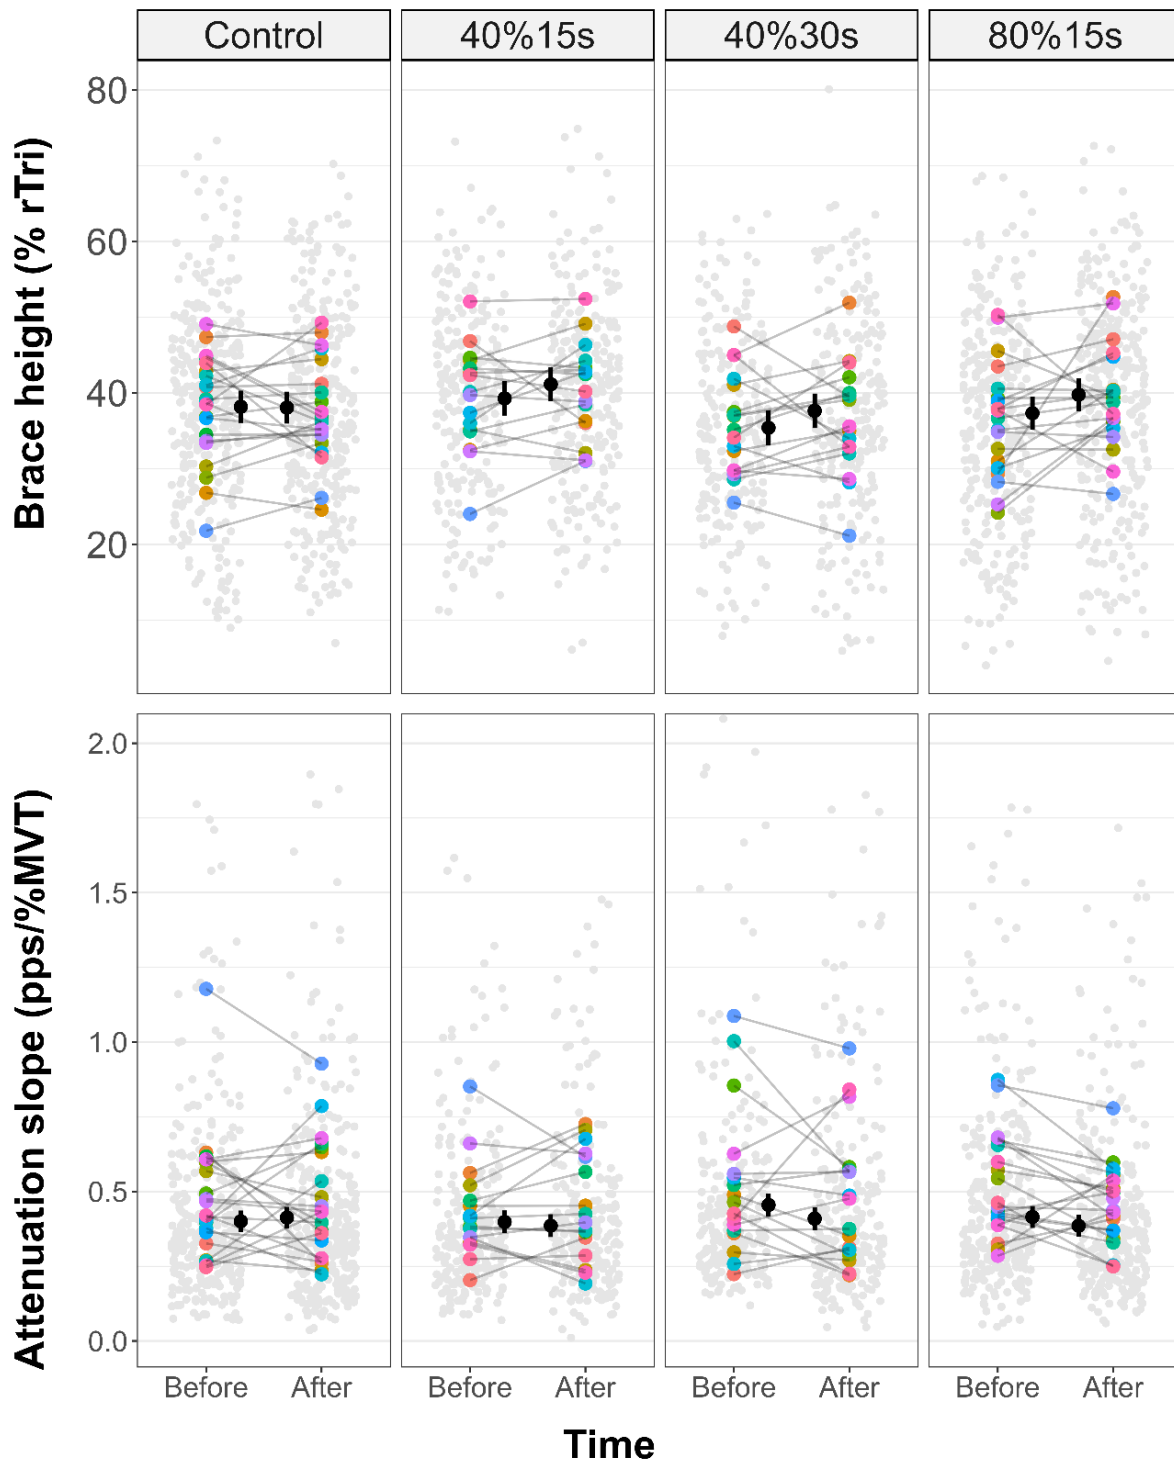 Control 40%15s 40%30s 80%15s
Brace height (% rTri)
80
60
40
20
Attenuation slope (pps/%MVT)
2.0
1.5
1.0
0.5
0.0
Before After Before After Before After Before After
Time